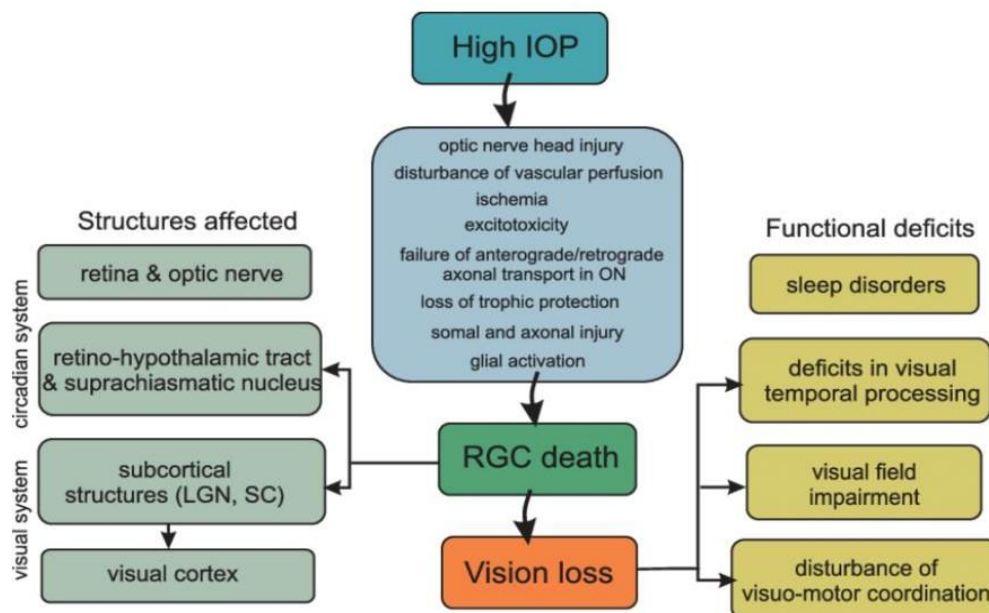 High IOP
optic nerve head injury
disturbance of vascular perfusion
ischemia
excitotoxicity
failure of anterograde/retrograde
axonal transport in ON
loss of trophic protection
somal and axonal injury
glial activation
RGC death
Vision loss
Structures affected
circadian system
retina & optic nerve
retino-hypothalamic tract
& suprachiasmatic nucleus
visual system
subcortical
structures (LGN, SC)
visual cortex
Functional deficits
sleep disorders
deficits in visual
temporal processing
visual field
impairment
disturbance of
visuo-motor coordination